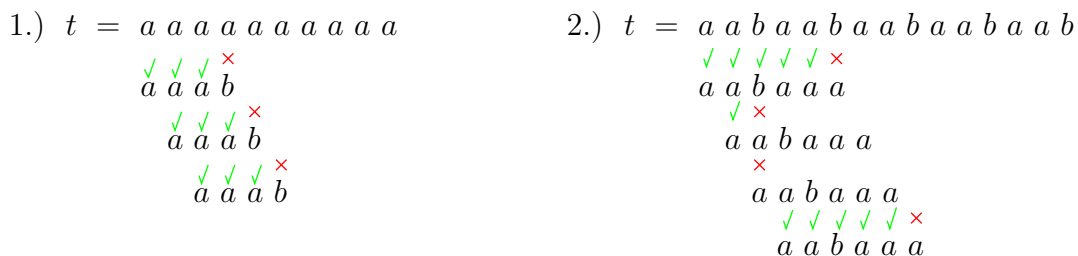 1.) t = a a a a a a a a a a
✓ ✓ ✓ ×
a a a b
✓ ✓ ✓ ×
a a a b
✓ ✓ ✓ ×
a a a b
2.) t = a a b a a b a a b a a b a a b
✓ ✓ ✓ ✓ ✓ ×
a a b a a a
✓ ×
a a b a a a
×
a a b a a a
✓ ✓ ✓ ✓ ✓ ×
a a b a a a